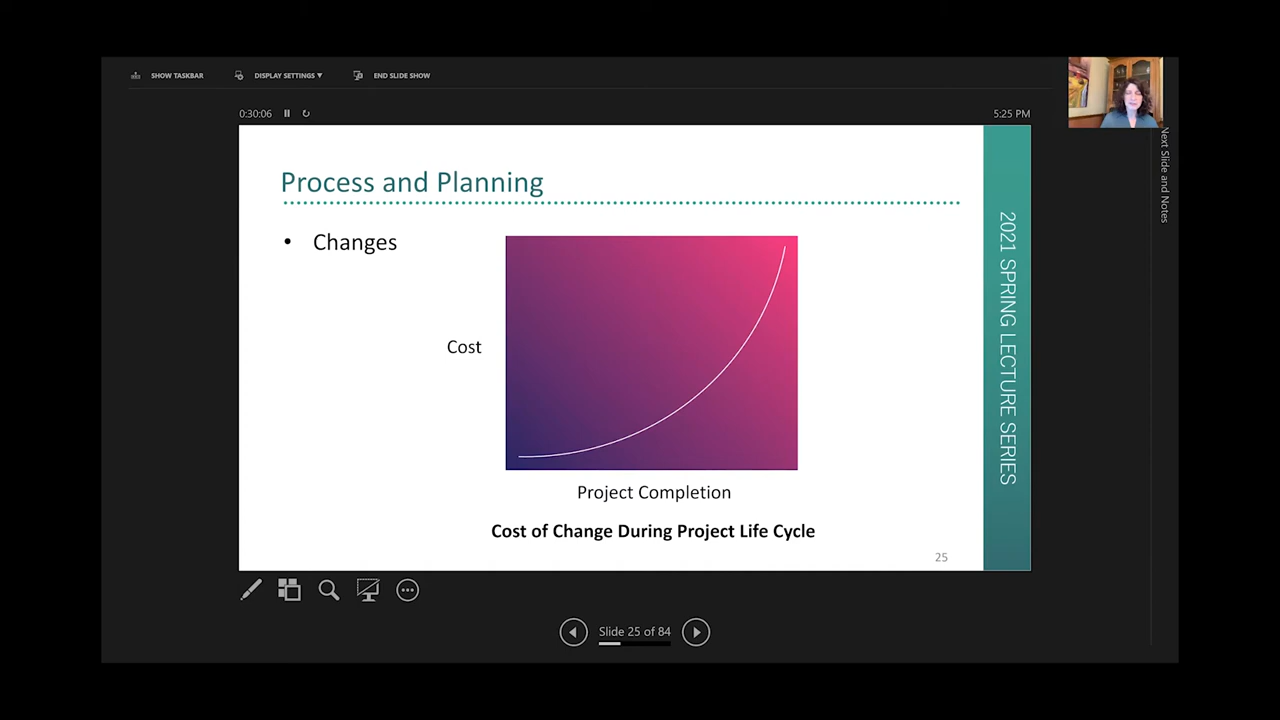 SHOW TASKBAR
DISPLAY SETTINGS ▼
END SLIDE SHOW
0:30:06
5:25 PM
Next Slide and Notes
Process and Planning
• Changes
Cost
Project Completion
Cost of Change During Project Life Cycle
25
2021 SPRING LECTURE SERIES
Slide 25 of 84